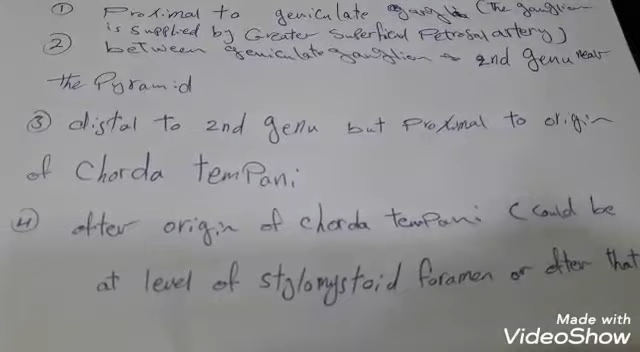 ① Proximal to geniculate gangl (the ganglion
is supplied by Greater Superfical Petrosal artery)
② between geniculate ganglion → 2nd genu near
the Pyramid
③ distal to 2nd genu but Proximal to origin
of Chorda temPani
④ after origin of chorda temPani (could be
at level of stylomystoid foramen or after that
Made with
VideoShow